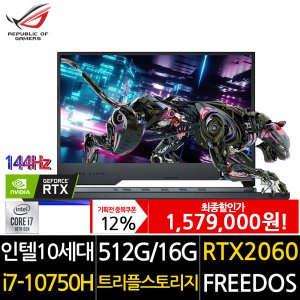 REPUBLIC OF
GAMERS
144Hz
NVIDIA
GEFORCE
RTX
CORE i7
10TH GEN
기획전 중복쿠폰
12%
최종할인가
1,579,000원!
인텔10세대
512G/16G
RTX2060
i7-10750H
트리플스토리지
FREEDOS